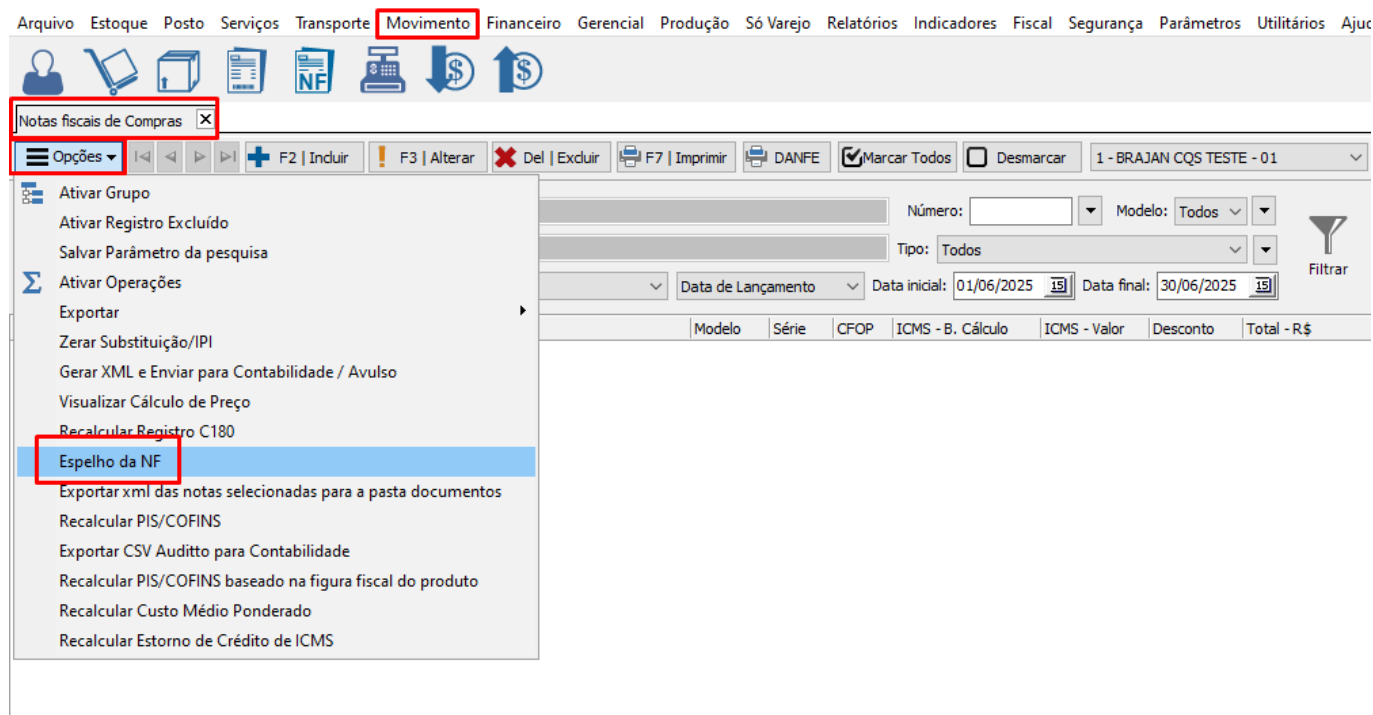 Arquivo Estoque Posto Serviços Transporte Movimento Financeiro Gerencial Produção Só Varejo Relatórios Indicadores Fiscal Segurança Parâmetros Utilitários Ajuc
NF
Notas fiscais de Compras
Opções F2 | Incluir F3 | Alterar Del | Excluir F7 | Imprimir DANFE Marcar Todos Desmarcar 1 - BRAJAN CQS TESTE - 01
Ativar Grupo
Número: Modelo: Todos
Ativar Registro Excluído
Salvar Parâmetro da pesquisa
Tipo: Todos
Filtrar
Ativar Operações
Data de Lançamento Data inicial: 01/06/2025 15 Data final: 30/06/2025 15
Exportar
Modelo Série CFOP ICMS - B. Cálculo ICMS - Valor Desconto Total - R$
Zerar Substituição/IPI
Gerar XML e Enviar para Contabilidade / Avulso
Visualizar Cálculo de Preço
Recalcular Registro C180
Espelho da NF
Exportar xml das notas selecionadas para a pasta documentos
Recalcular PIS/COFINS
Exportar CSV Auditto para Contabilidade
Recalcular PIS/COFINS baseado na figura fiscal do produto
Recalcular Custo Médio Ponderado
Recalcular Estorno de Crédito de ICMS